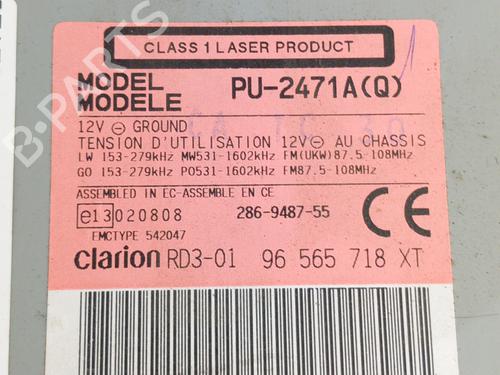 CLASS 1 LASER PRODUCT
MODEL PU-2471A(Q)
MODELE
12V ⊖ GROUND
TENSION D'UTILISATION 12V⊖ AU CHASSIS
LW 153-279kHz MW531-1602kHz FM(UKW)87.5-108MHz
GO 153-279kHz PO531-1602kHz FM87.5-108MHz
ASSEMBLED IN EC-ASSEMBLE EN CE
e13 020808 286-9487-55 CE
EMCTYPE 542047
clarion RD3-01 96 565 718 XT
B-PARTS